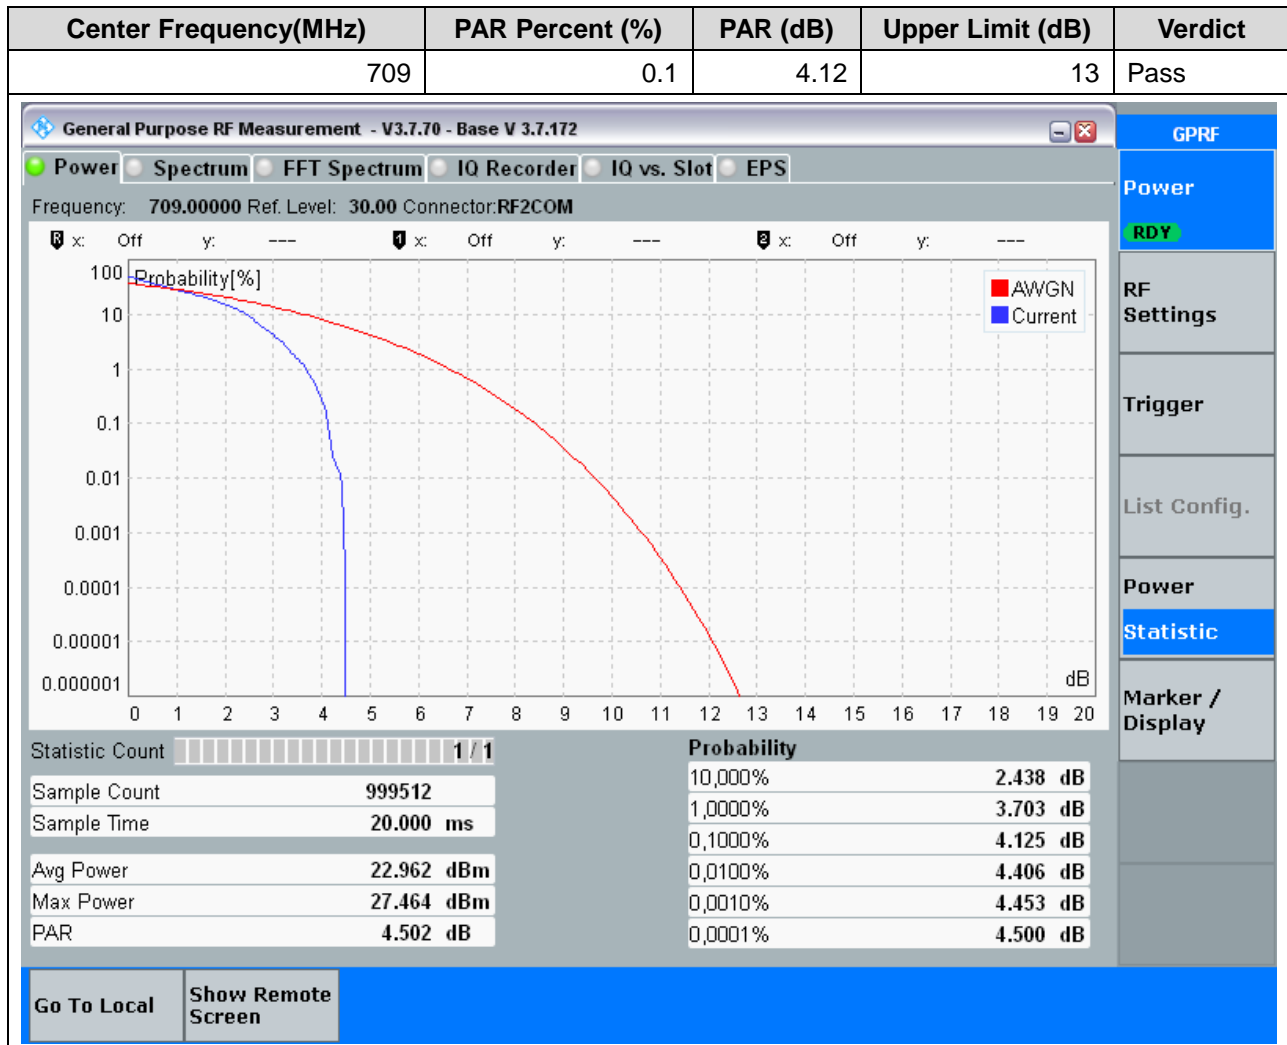 Center Frequency(MHz) PAR Percent (%) PAR (dB) Upper Limit (dB) Verdict
709 0.1 4.12 13 Pass
General Purpose RF Measurement - V3.7.70 - Base V 3.7.172
GPRF
Power Spectrum FFT Spectrum IQ Recorder IQ vs. Slot EPS
Frequency: 709.00000 Ref. Level: 30.00 Connector:RF2COM
Power
RDY
R x: Off y: --- 1 x: Off y: --- 2 x: Off y: ---
Probability[%]
AWGN
Current
100
10
1
0.1
0.01
0.001
0.0001
0.00001
0.000001
dB
0 1 2 3 4 5 6 7 8 9 10 11 12 13 14 15 16 17 18 19 20
RF
Settings
Trigger
List Config.
Power
Statistic
Marker /
Display
Statistic Count 1 / 1
Sample Count 999512
Sample Time 20.000 ms
Avg Power 22.962 dBm
Max Power 27.464 dBm
PAR 4.502 dB
Probability
10,000% 2.438 dB
1,0000% 3.703 dB
0,1000% 4.125 dB
0,0100% 4.406 dB
0,0010% 4.453 dB
0,0001% 4.500 dB
Go To Local
Show Remote
Screen